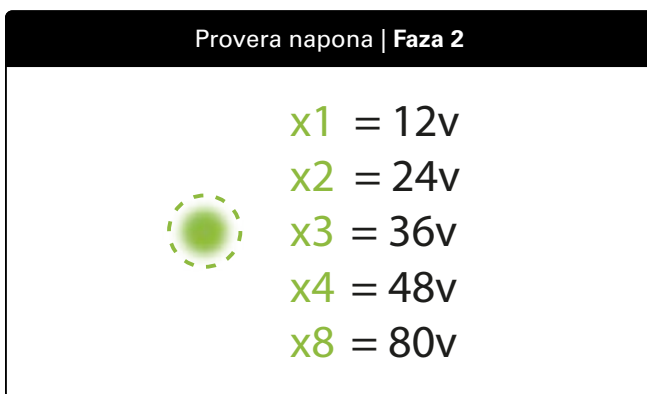 Provera napona | Faza 2
x1 = 12v
x2 = 24v
x3 = 36v
x4 = 48v
x8 = 80v